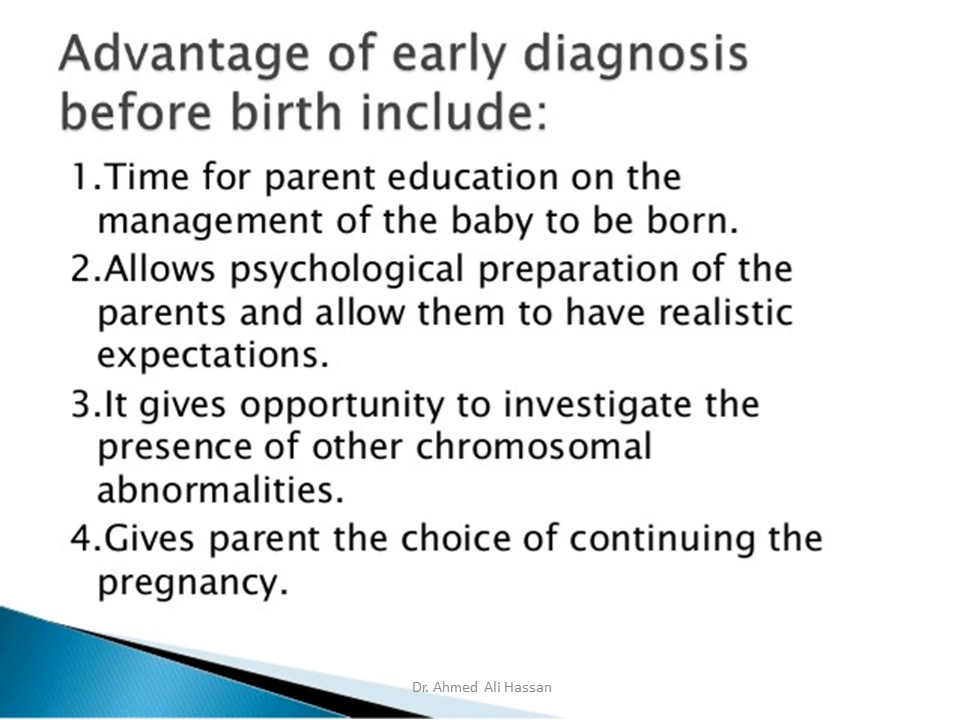 Advantage of early diagnosis
before birth include:
1.Time for parent education on the
management of the baby to be born.
2.Allows psychological preparation of the
parents and allow them to have realistic
expectations.
3.It gives opportunity to investigate the
presence of other chromosomal
abnormalities.
4.Gives parent the choice of continuing the
pregnancy.
Dr. Ahmed Ali Hassan